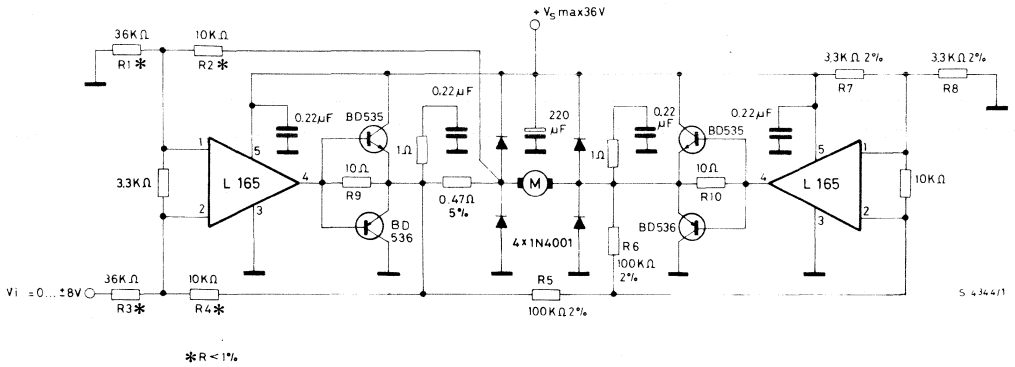 + Vs max 36V
36KΩ
R1 *
10KΩ
R2 *
3,3KΩ 2%
R7
3,3KΩ 2%
R8
0.22µF
BD535
0.22µF
220
µF
0.22
µF
BD535
0.22µF
1
5
L 165
4
2
3
3.3KΩ
10Ω
R9
1Ω
0.47Ω
5%
M
1Ω
10Ω
R10
4
L 165
5
1
3
2
10KΩ
BD
536
4 x 1N4001
BD536
R6
100KΩ
2%
Vi = 0... ±8V
36KΩ
R3 *
10KΩ
R4 *
R5
100KΩ 2%
S 4344/1
* R < 1%